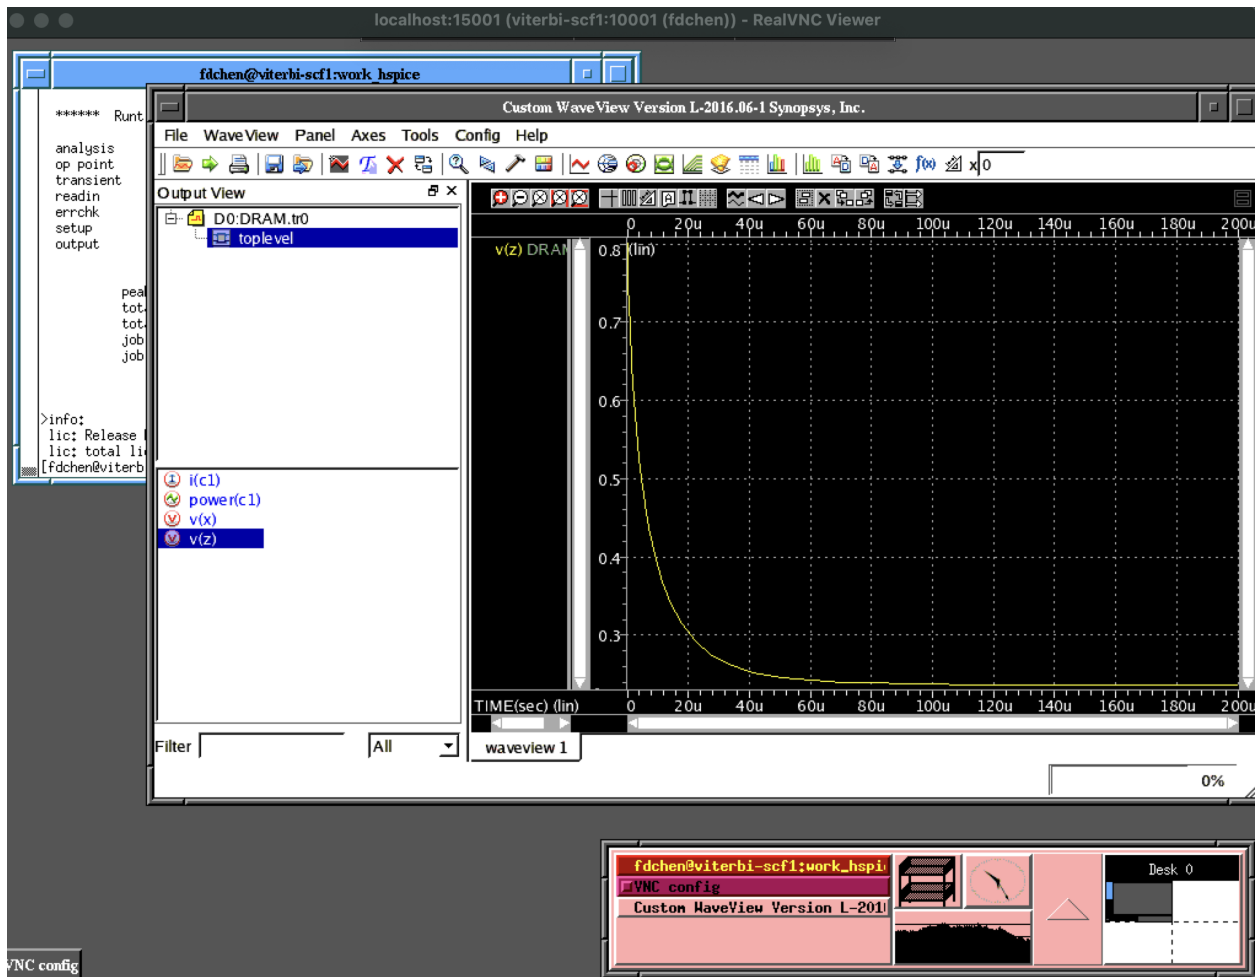 localhost:15001 (viterbi-scf1:10001 (fdchen)) - RealVNC Viewer
fdchen@viterbi-scf1:work_hspice
****** Runt
analysis
op point
transient
readin
errchk
setup
output
peal
tot
tot
job
job
>info:
lic: Release
lic: total li
[fdchen@viterb
Custom WaveView Version L-2016.06-1 Synopsys, Inc.
File WaveView Panel Axes Tools Config Help
x 0
Output View
D0:DRAM.tr0
toplevel
i(c1)
power(c1)
v(x)
v(z)
Filter All
0 20u 40u 60u 80u 100u 120u 140u 160u 180u 200u
v(z) DRAM
0.8 (lin)
0.7
0.6
0.5
0.4
0.3
TIME(sec) (lin) 0 20u 40u 60u 80u 100u 120u 140u 160u 180u 200u
waveview 1
0%
fdchen@viterbi-scf1:work_hspi
VNC config
Custom WaveView Version L-201
Desk 0
VNC config